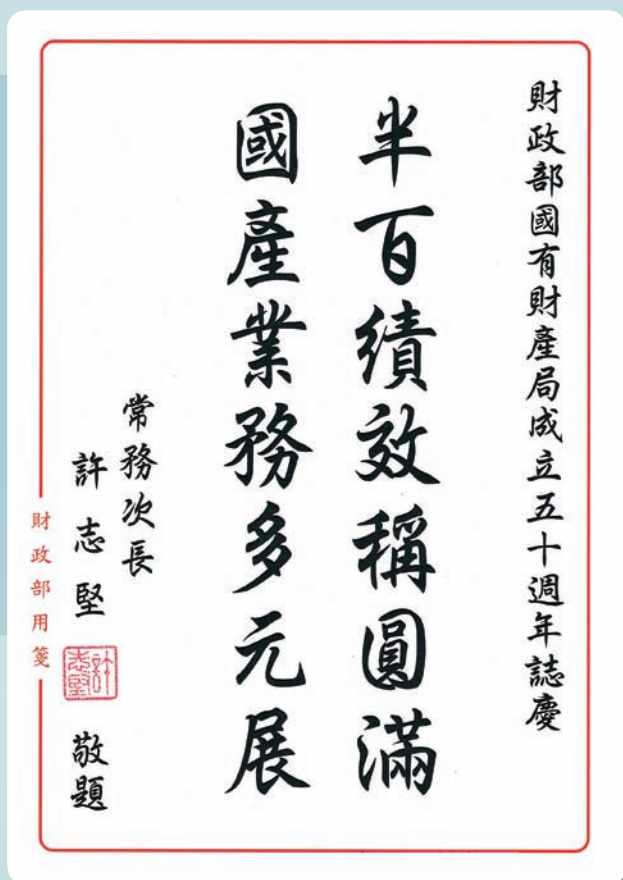 財政部國有財產局成立五十週年誌慶
半百績效稱圓滿
國產業務多元展
常務次長
許志堅 敬題
許志堅
財政部用箋